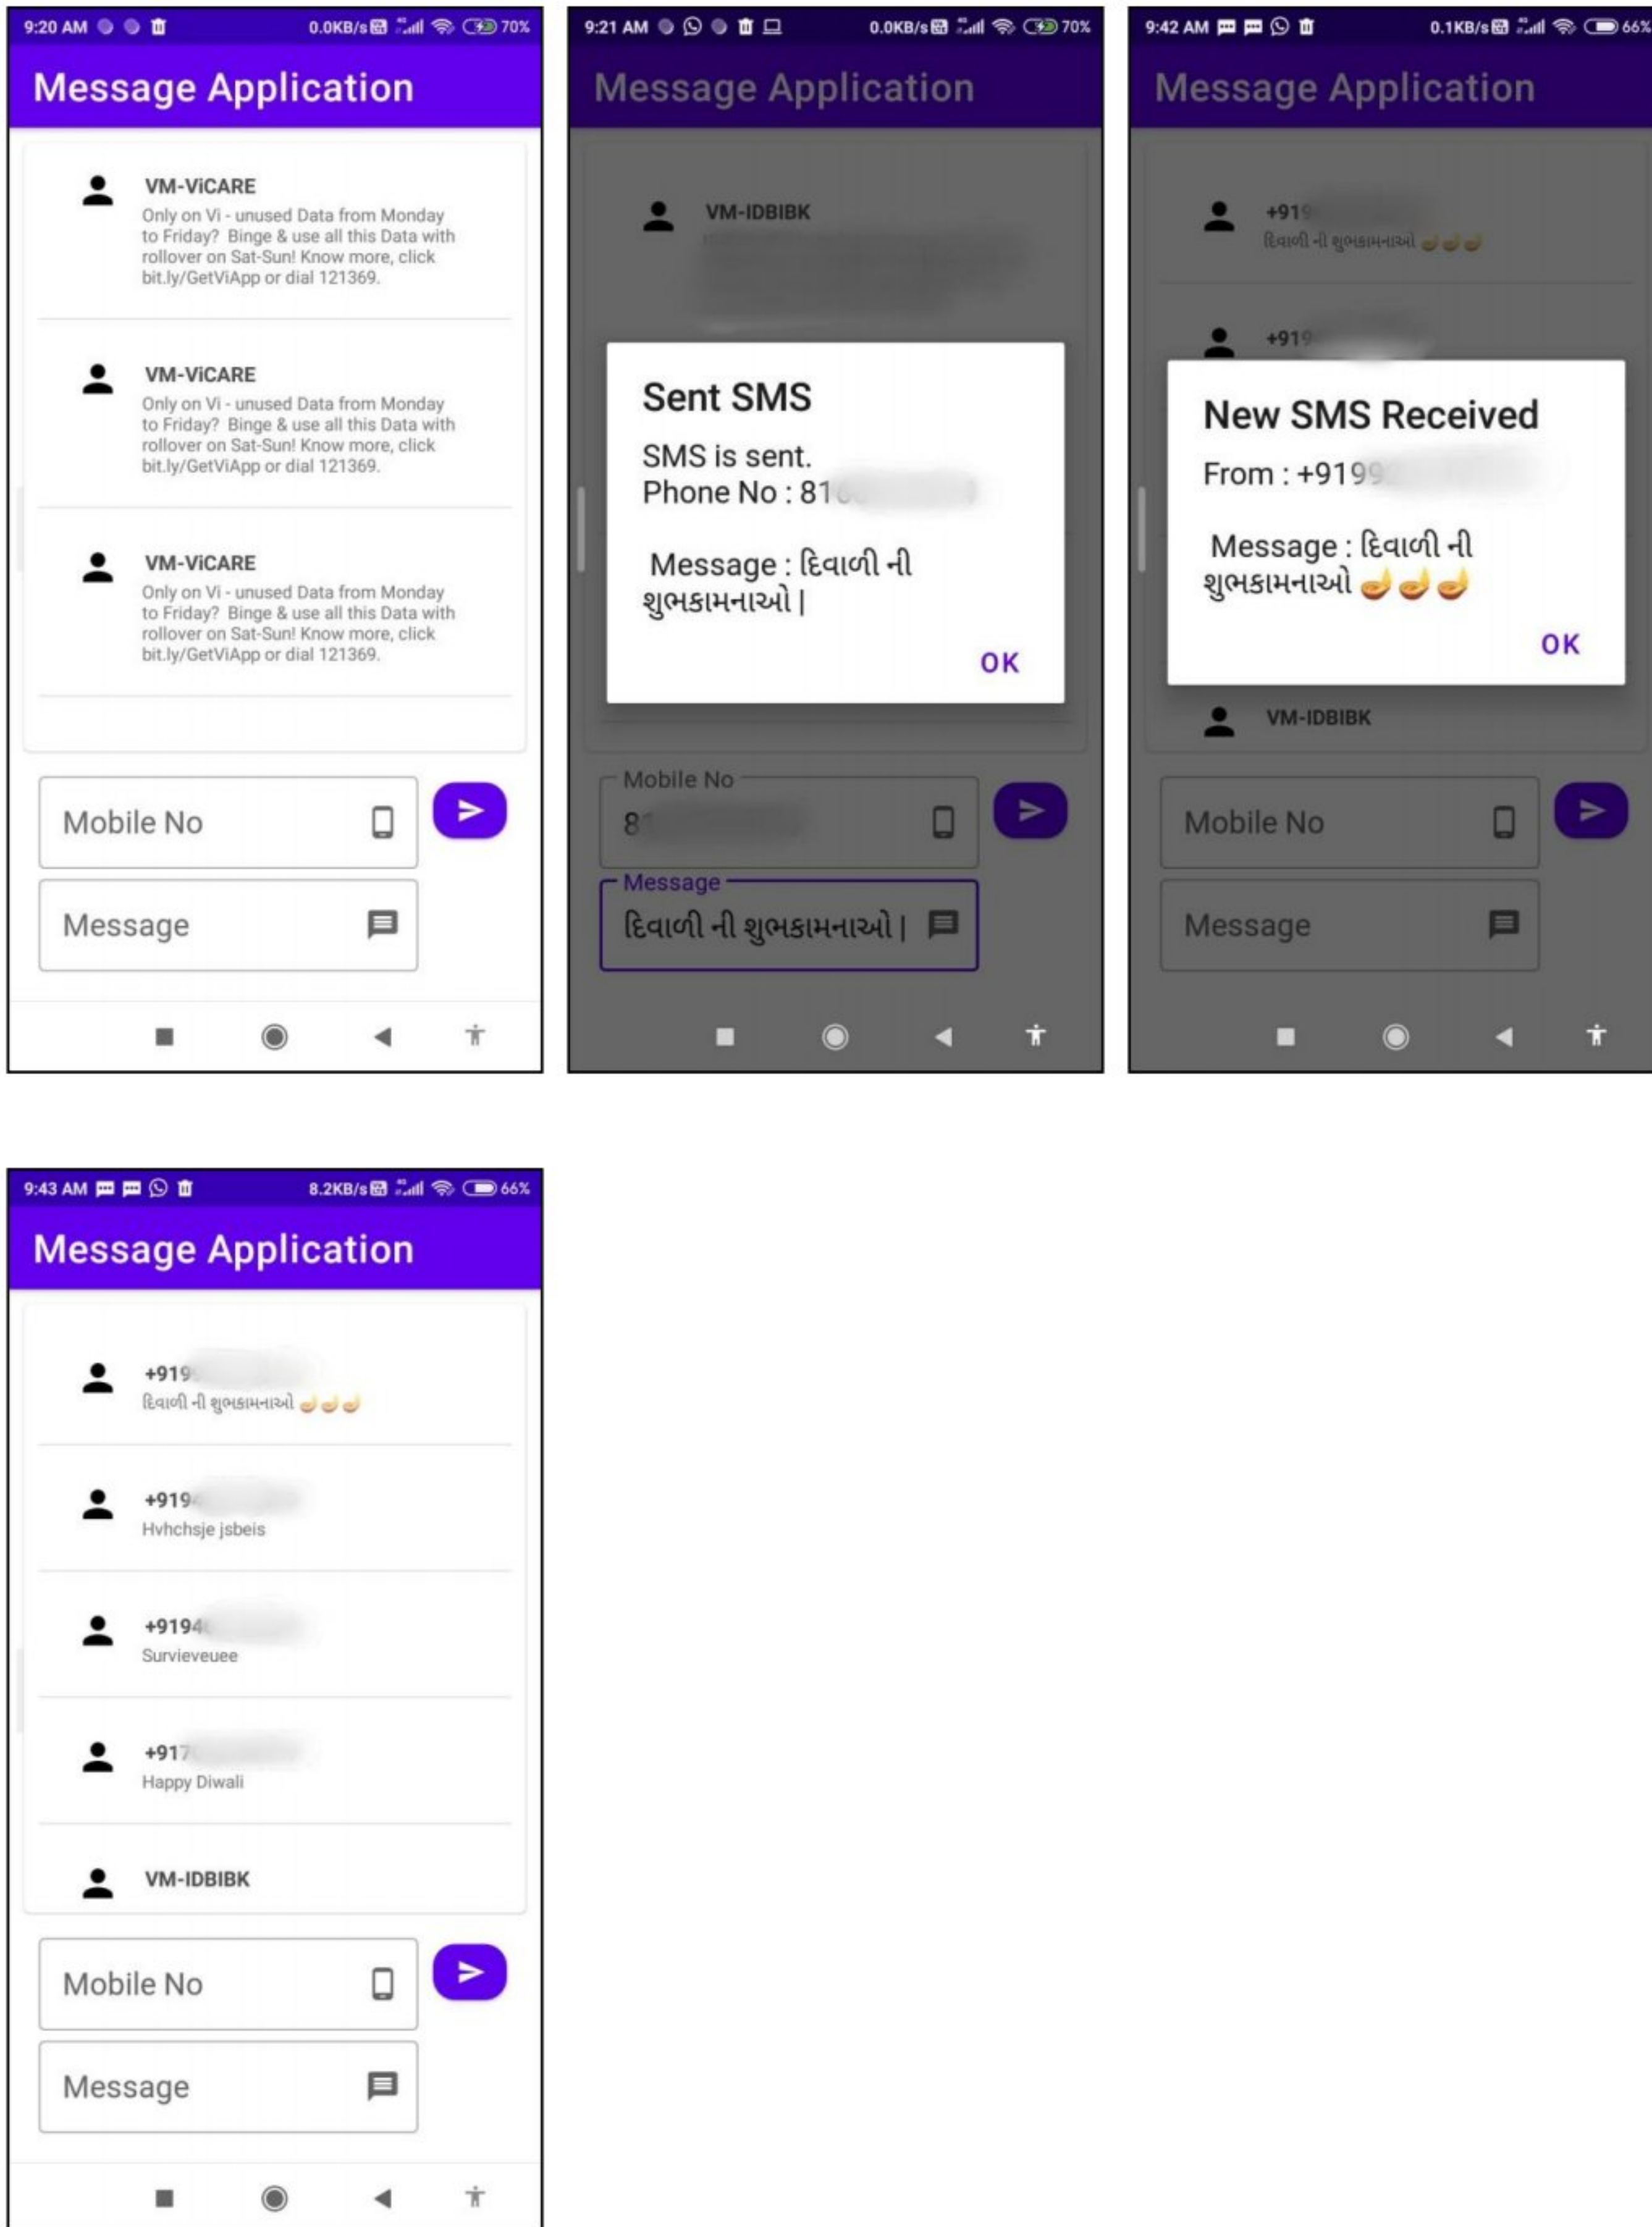 9:20 AM
0.0KB/s
4G
70%
Message Application
VM-ViCARE
Only on Vi - unused Data from Monday
to Friday?  Binge & use all this Data with
rollover on Sat-Sun! Know more, click
bit.ly/GetViApp or dial 121369.
VM-ViCARE
Only on Vi - unused Data from Monday
to Friday?  Binge & use all this Data with
rollover on Sat-Sun! Know more, click
bit.ly/GetViApp or dial 121369.
VM-ViCARE
Only on Vi - unused Data from Monday
to Friday?  Binge & use all this Data with
rollover on Sat-Sun! Know more, click
bit.ly/GetViApp or dial 121369.
Mobile No
Message
9:21 AM
0.0KB/s
4G
70%
Message Application
VM-IDBIBK
Sent SMS
SMS is sent.
Phone No : 81
Message : દિવાળી ની
શુભકામનાઓ |
OK
Mobile No
8
Message
દિવાળી ની શુભકામનાઓ |
9:42 AM
0.1KB/s
4G
66%
Message Application
+919
દિવાળી ની શુભકામનાઓ 🪔🪔🪔
+919
New SMS Received
From : +9199
Message : દિવાળી ની
શુભકામનાઓ 🪔🪔🪔
OK
VM-IDBIBK
Mobile No
Message
9:43 AM
8.2KB/s
4G
66%
Message Application
+919
દિવાળી ની શુભકામનાઓ 🪔🪔🪔
+919
Hvhchsje jsbeis
+9194
Survieveuee
+917
Happy Diwali
VM-IDBIBK
Mobile No
Message